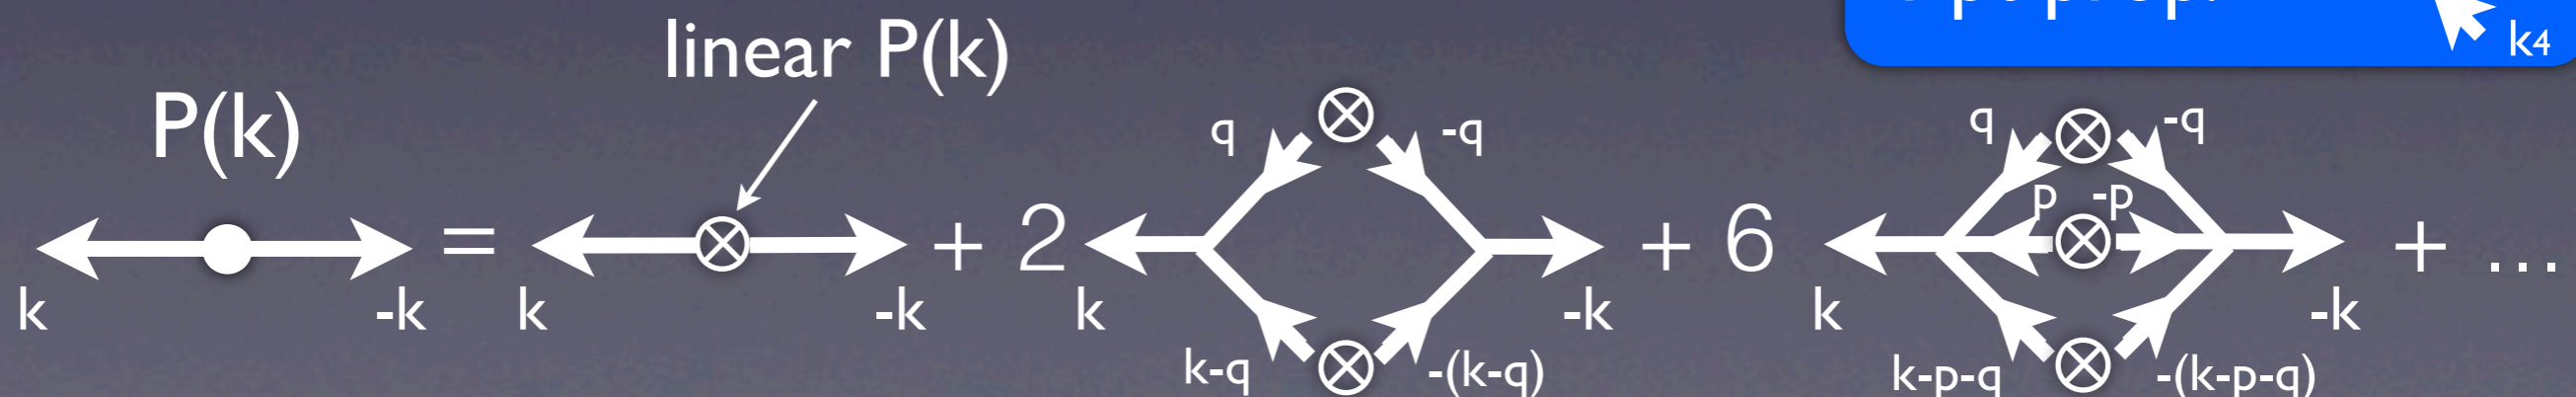 k4
linear P(k)
P(k)
q -q q -q
p -p
= + 2 + 6 + ...
k -k k -k k -k k -k
k-q -(k-q) k-p-q -(k-p-q)